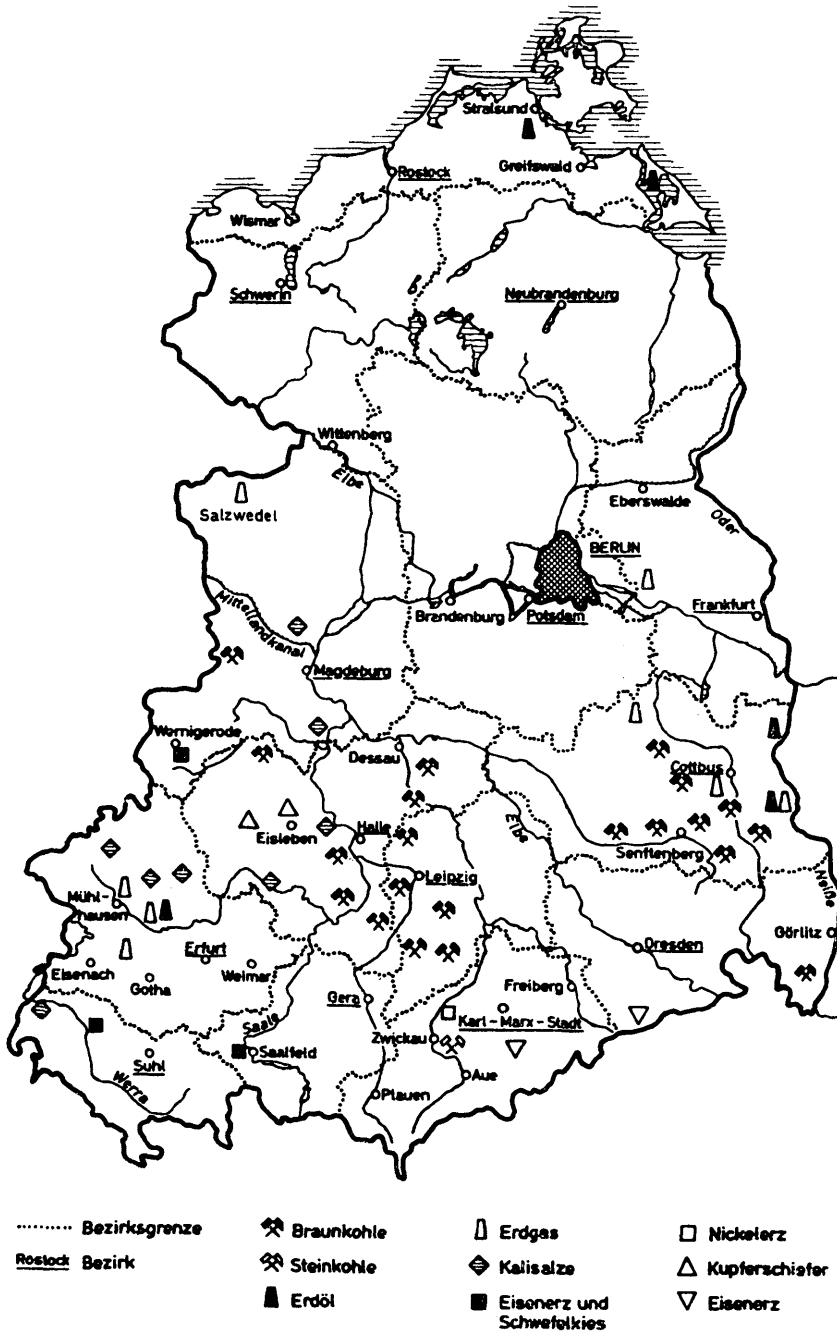 Stralsund
Rostock
Greifswald
Wismar
Schwerin
Neubrandenburg
Wittenberg
Elbe
Salzwedel
Eberswalde
Oder
BERLIN
Mittellandkanal
Brandenburg
Potsdam
Frankfurt
Magdeburg
Wornigerode
Dessau
Cottbus
Eisleben
Halle
Elbe
Senftenberg
Leipzig
Neiße
Mühl-
hausen
Görlitz
Erfurt
Dresden
Eisenach
Gotha
Weimar
Gera
Freiberg
Karl-Marx-Stadt
Saale
Zwickau
Suhl
Saalfeld
Aue
Werra
Plauen
Bezirksgrenze
Rostock Bezirk
Braunkohle
Steinkohle
Erdöl
Erdgas
Kalisalze
Eisenerz und
Schwefelkies
Nickelerz
Kupferschiefer
Eisenerz